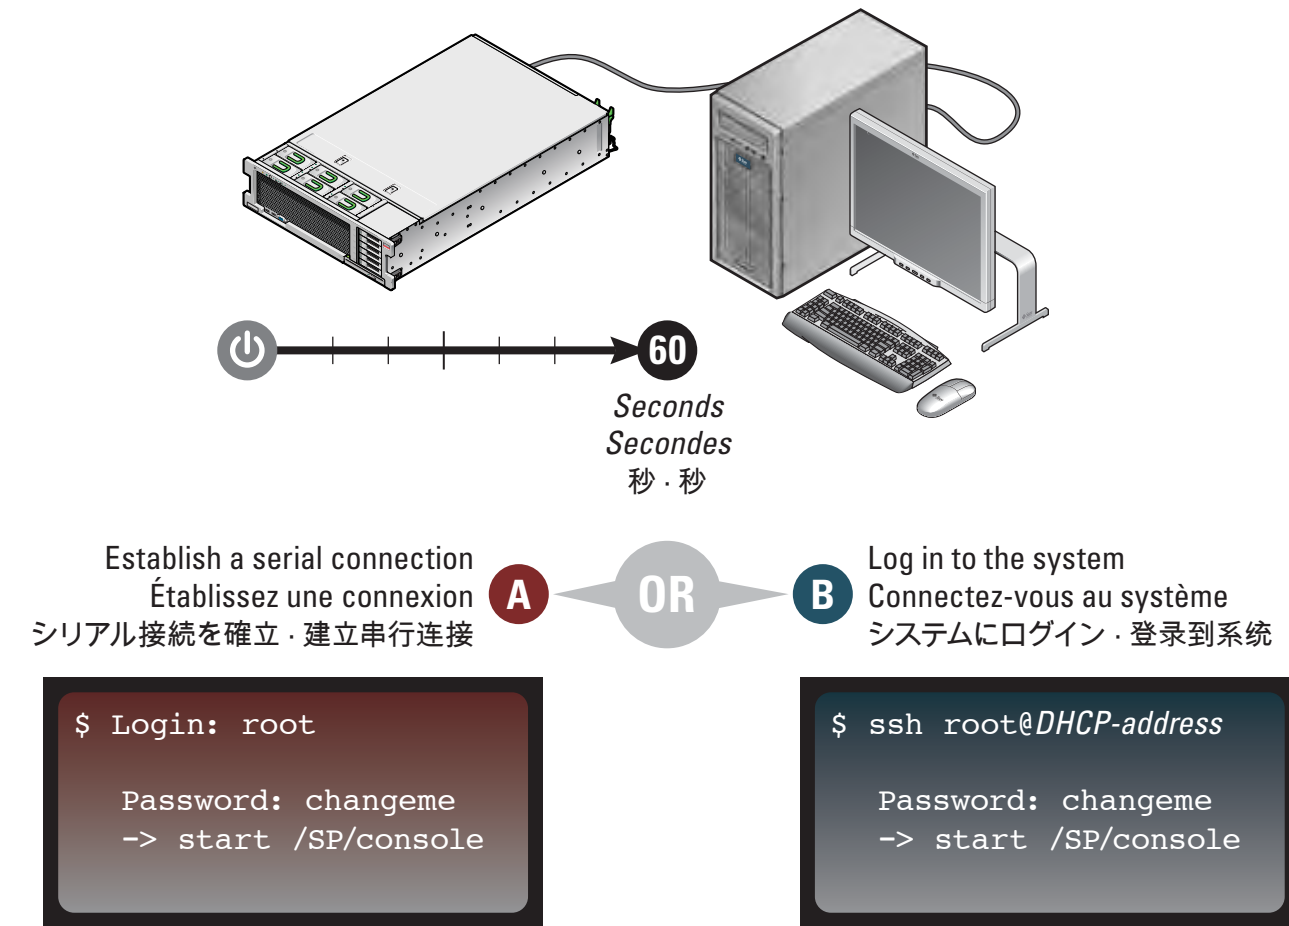 60
Seconds
Secondes
秒 · 秒
Establish a serial connection
Établissez une connexion
シリアル接続を確立 · 建立串行连接
A
OR
B
Log in to the system
Connectez-vous au système
システムにログイン · 登录到系统
$ Login: root
Password: changeme
-> start /SP/console
$ ssh root@DHCP-address
Password: changeme
-> start /SP/console